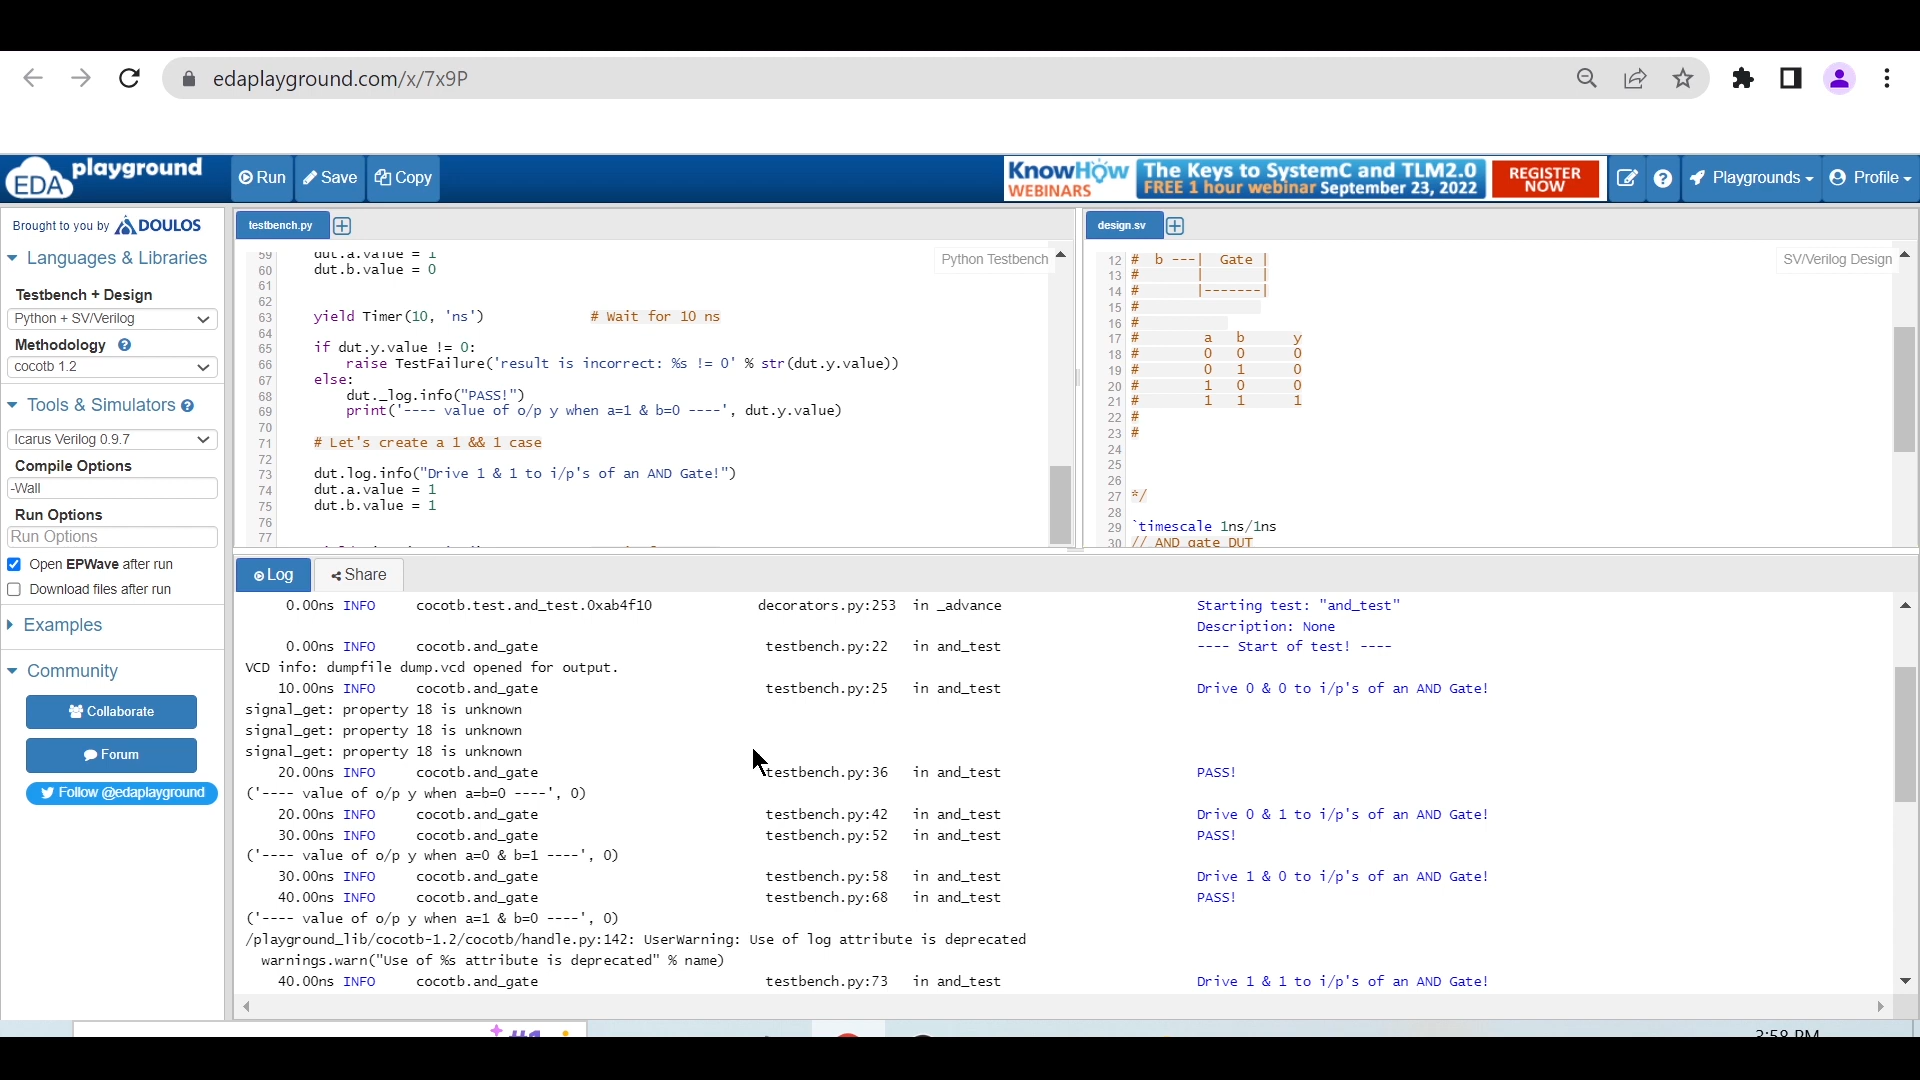 edaplayground.com/x/7x9P
EDA playground
Run
Save
Copy
KnowHow WEBINARS
The Keys to SystemC and TLM2.0
FREE 1 hour webinar September 23, 2022
REGISTER NOW
Playgrounds
Profile
Brought to you by DOULOS
Languages & Libraries
Testbench + Design
Python + SV/Verilog
Methodology
cocotb 1.2
Tools & Simulators
Icarus Verilog 0.9.7
Compile Options
-Wall
Run Options
Run Options
Open EPWave after run
Download files after run
Examples
Community
Collaborate
Forum
Follow @edaplayground
testbench.py
Python Testbench
59 dut.a.value = 1
60 dut.b.value = 0
61
62
63 yield Timer(10, 'ns') # Wait for 10 ns
64
65 if dut.y.value != 0:
66 raise TestFailure('result is incorrect: %s != 0' % str(dut.y.value))
67 else:
68 dut._log.info("PASS!")
69 print('---- value of o/p y when a=1 & b=0 ----', dut.y.value)
70
71 # Let's create a 1 && 1 case
72
73 dut.log.info("Drive 1 & 1 to i/p's of an AND Gate!")
74 dut.a.value = 1
75 dut.b.value = 1
76
77
design.sv
SV/Verilog Design
12 # b ---| Gate |
13 # | |
14 # |-------|
15 #
16 #
17 # a b y
18 # 0 0 0
19 # 0 1 0
20 # 1 0 0
21 # 1 1 1
22 #
23 #
24
25
26
27 */
28
29 `timescale 1ns/1ns
30 // AND gate DUT
Log
Share
0.00ns INFO cocotb.test.and_test.0xab4f10 decorators.py:253 in _advance Starting test: "and_test"
Description: None
0.00ns INFO cocotb.and_gate testbench.py:22 in and_test ---- Start of test! ----
VCD info: dumpfile dump.vcd opened for output.
10.00ns INFO cocotb.and_gate testbench.py:25 in and_test Drive 0 & 0 to i/p's of an AND Gate!
signal_get: property 18 is unknown
signal_get: property 18 is unknown
signal_get: property 18 is unknown
20.00ns INFO cocotb.and_gate testbench.py:36 in and_test PASS!
('---- value of o/p y when a=b=0 ----', 0)
20.00ns INFO cocotb.and_gate testbench.py:42 in and_test Drive 0 & 1 to i/p's of an AND Gate!
30.00ns INFO cocotb.and_gate testbench.py:52 in and_test PASS!
('---- value of o/p y when a=0 & b=1 ----', 0)
30.00ns INFO cocotb.and_gate testbench.py:58 in and_test Drive 1 & 0 to i/p's of an AND Gate!
40.00ns INFO cocotb.and_gate testbench.py:68 in and_test PASS!
('---- value of o/p y when a=1 & b=0 ----', 0)
/playground_lib/cocotb-1.2/cocotb/handle.py:142: UserWarning: Use of log attribute is deprecated
warnings.warn("Use of %s attribute is deprecated" % name)
40.00ns INFO cocotb.and_gate testbench.py:73 in and_test Drive 1 & 1 to i/p's of an AND Gate!